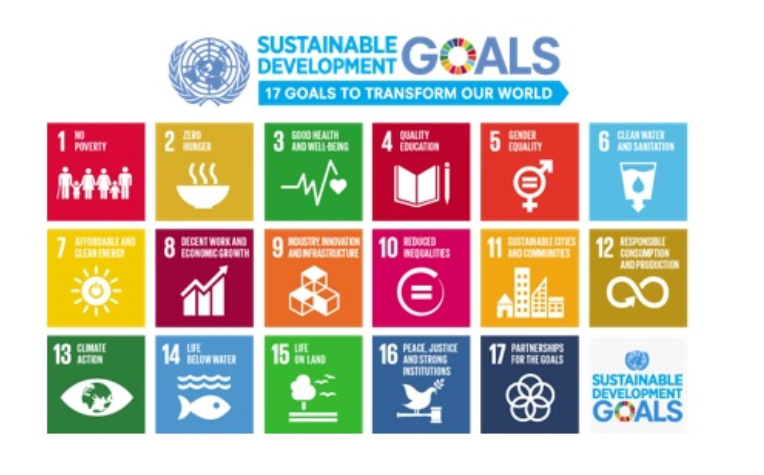 SUSTAINABLE
DEVELOPMENT
GOALS
17 GOALS TO TRANSFORM OUR WORLD
1 NO
POVERTY
2 ZERO
HUNGER
3 GOOD HEALTH
AND WELL-BEING
4 QUALITY
EDUCATION
5 GENDER
EQUALITY
6 CLEAN WATER
AND SANITATION
7 AFFORDABLE AND
CLEAN ENERGY
8 DECENT WORK AND
ECONOMIC GROWTH
9 INDUSTRY, INNOVATION
AND INFRASTRUCTURE
10 REDUCED
INEQUALITIES
11 SUSTAINABLE CITIES
AND COMMUNITIES
12 RESPONSIBLE
CONSUMPTION
AND PRODUCTION
13 CLIMATE
ACTION
14 LIFE
BELOW WATER
15 LIFE
ON LAND
16 PEACE, JUSTICE
AND STRONG
INSTITUTIONS
17 PARTNERSHIPS
FOR THE GOALS
SUSTAINABLE
DEVELOPMENT
GOALS